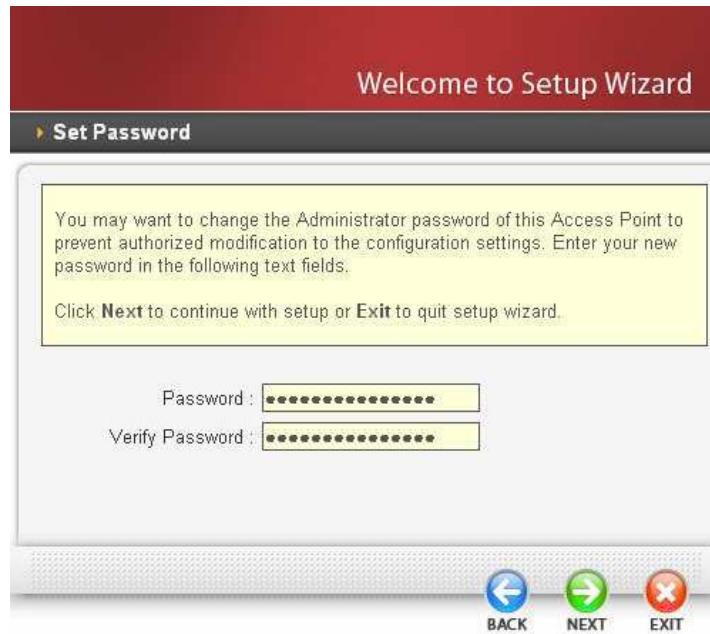 Welcome to Setup Wizard
Set Password
You may want to change the Administrator password of this Access Point to
prevent authorized modification to the configuration settings. Enter your new
password in the following text fields.
Click Next to continue with setup or Exit to quit setup wizard.
Password : ●●●●●●●●●●●●●●●
Verify Password : ●●●●●●●●●●●●●●●
BACK NEXT EXIT